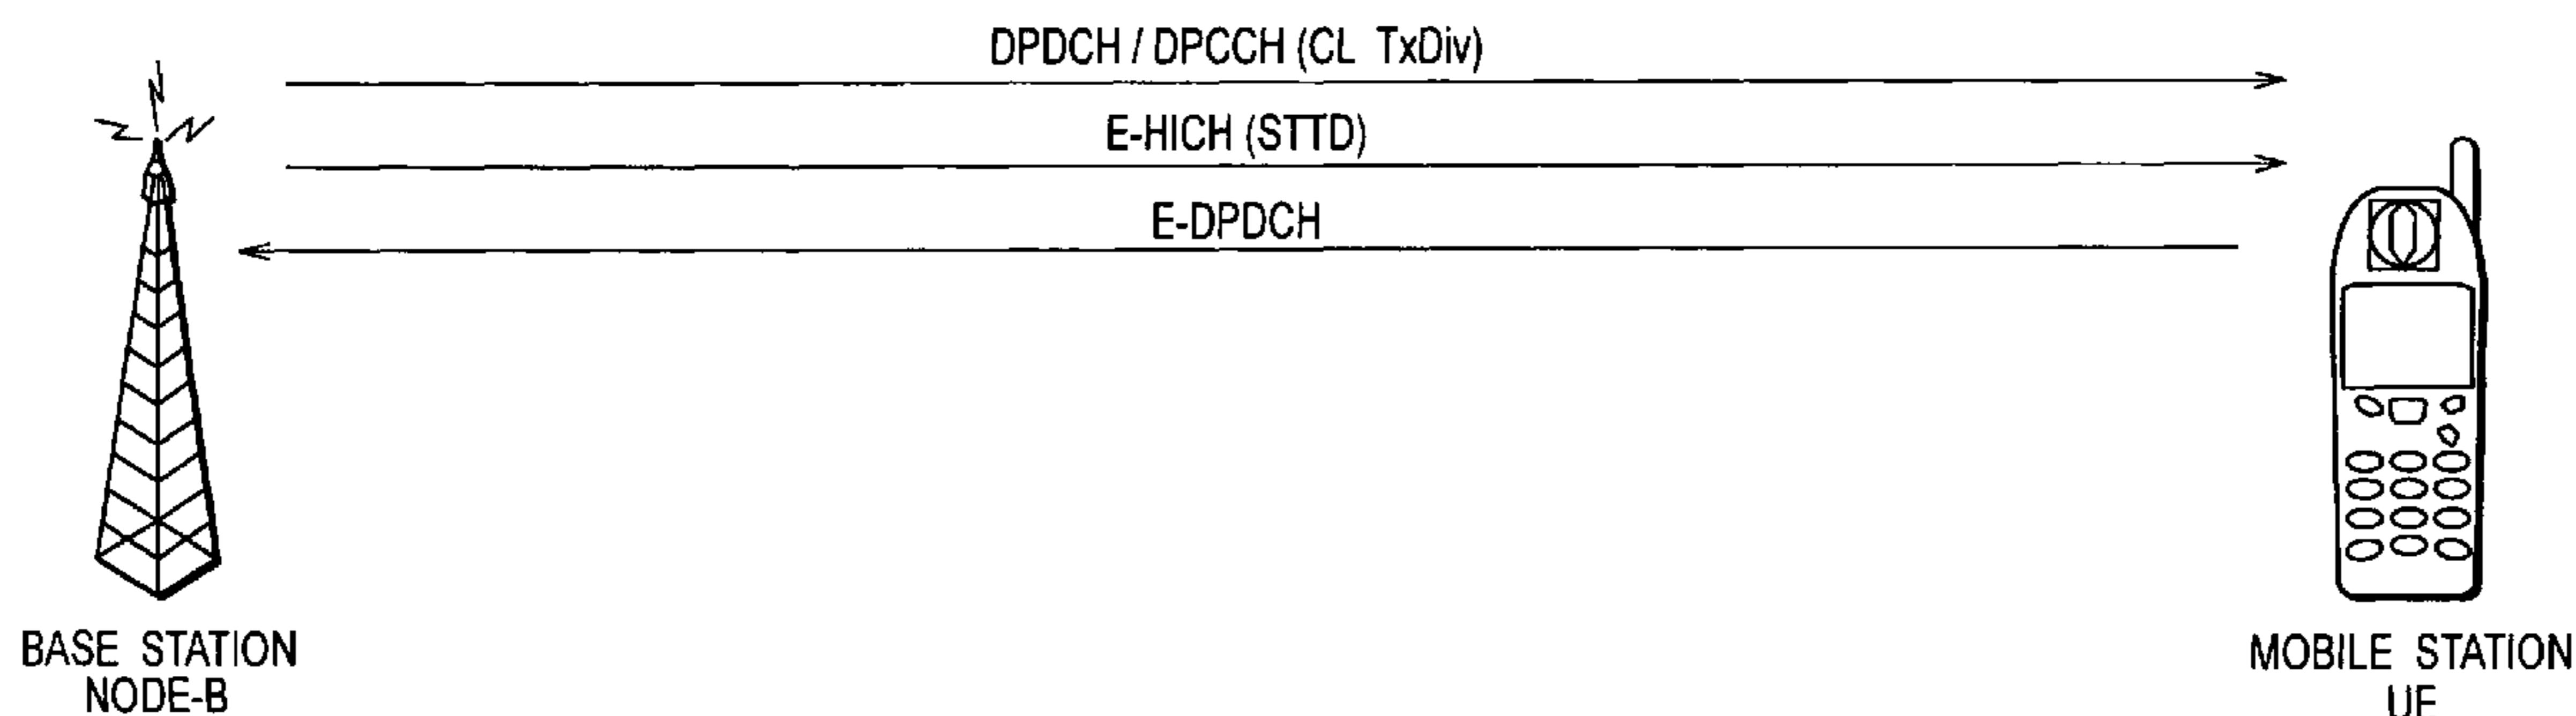 DPDCH / DPCCH (CL TxDiv)
E-HICH (STTD)
E-DPDCH
BASE STATION
NODE-B
MOBILE STATION
UE